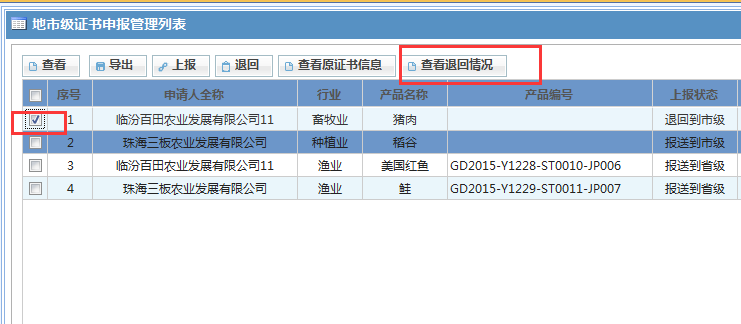 地市级证书申报管理列表
查看 导出 上报 退回 查看原证书信息 查看退回情况
序号 申请人全称 行业 产品名称 产品编号 上报状态
1 临汾百田农业发展有限公司11 畜牧业 猪肉 退回到市级
2 珠海三板农业发展有限公司 种植业 稻谷 报送到市级
3 临汾百田农业发展有限公司11 渔业 美国红鱼 GD2015-Y1228-ST0010-JP006 报送到省级
4 珠海三板农业发展有限公司 渔业 鲑 GD2015-Y1229-ST0011-JP007 报送到省级